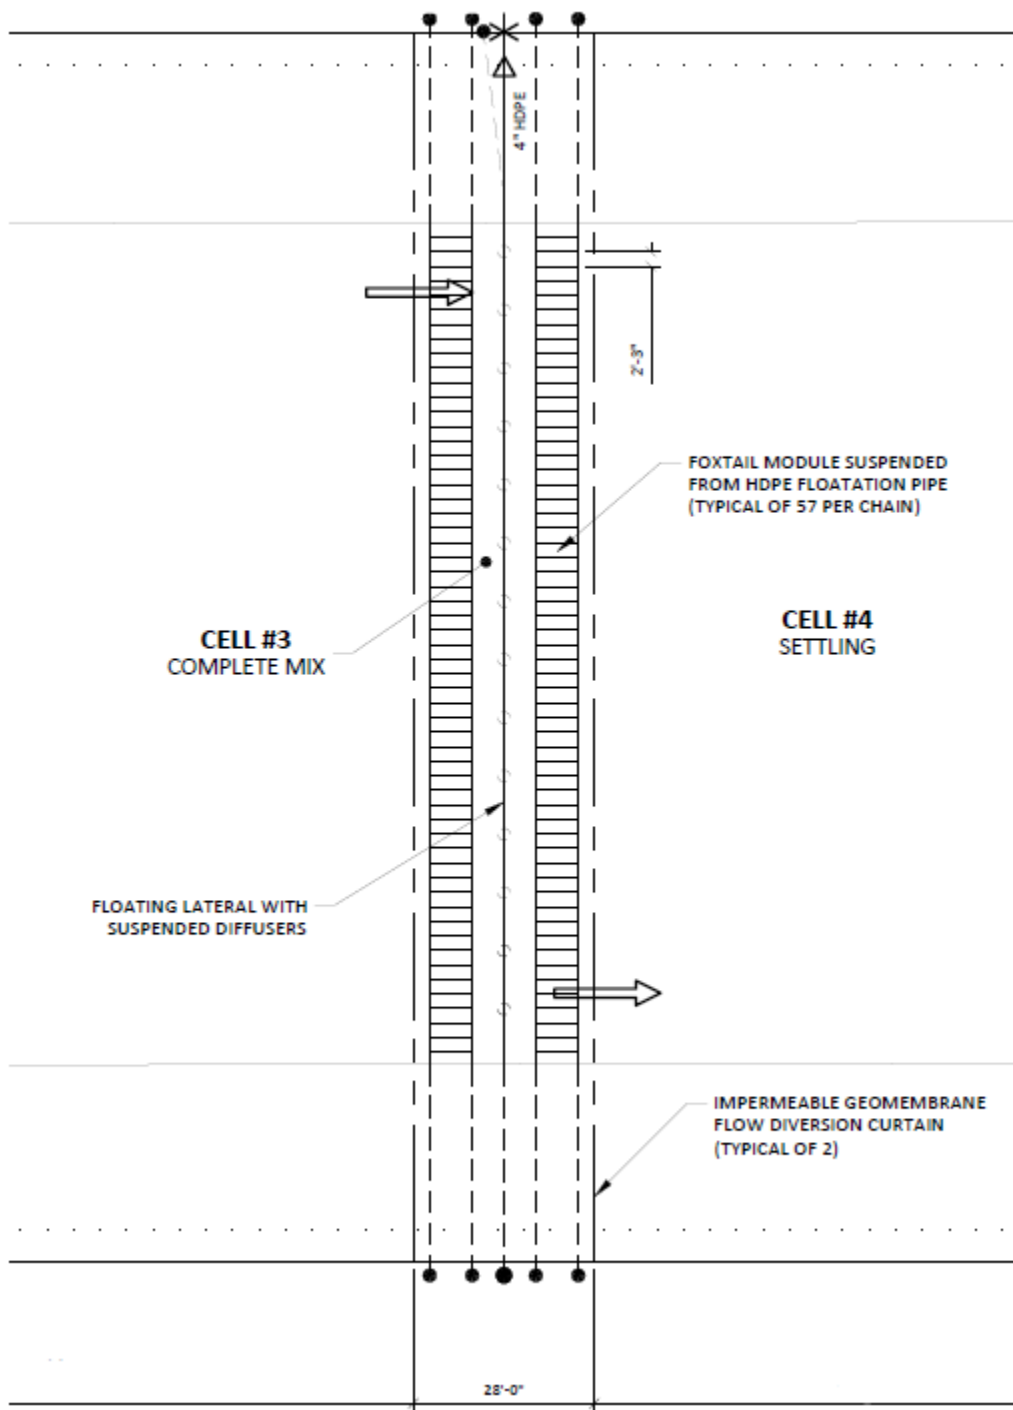 4" HDPE
2'-3"
FOXTAIL MODULE SUSPENDED
FROM HDPE FLOATATION PIPE
(TYPICAL OF 57 PER CHAIN)
CELL #3
COMPLETE MIX
CELL #4
SETTLING
FLOATING LATERAL WITH
SUSPENDED DIFFUSERS
IMPERMEABLE GEOMEMBRANE
FLOW DIVERSION CURTAIN
(TYPICAL OF 2)
28'-0"